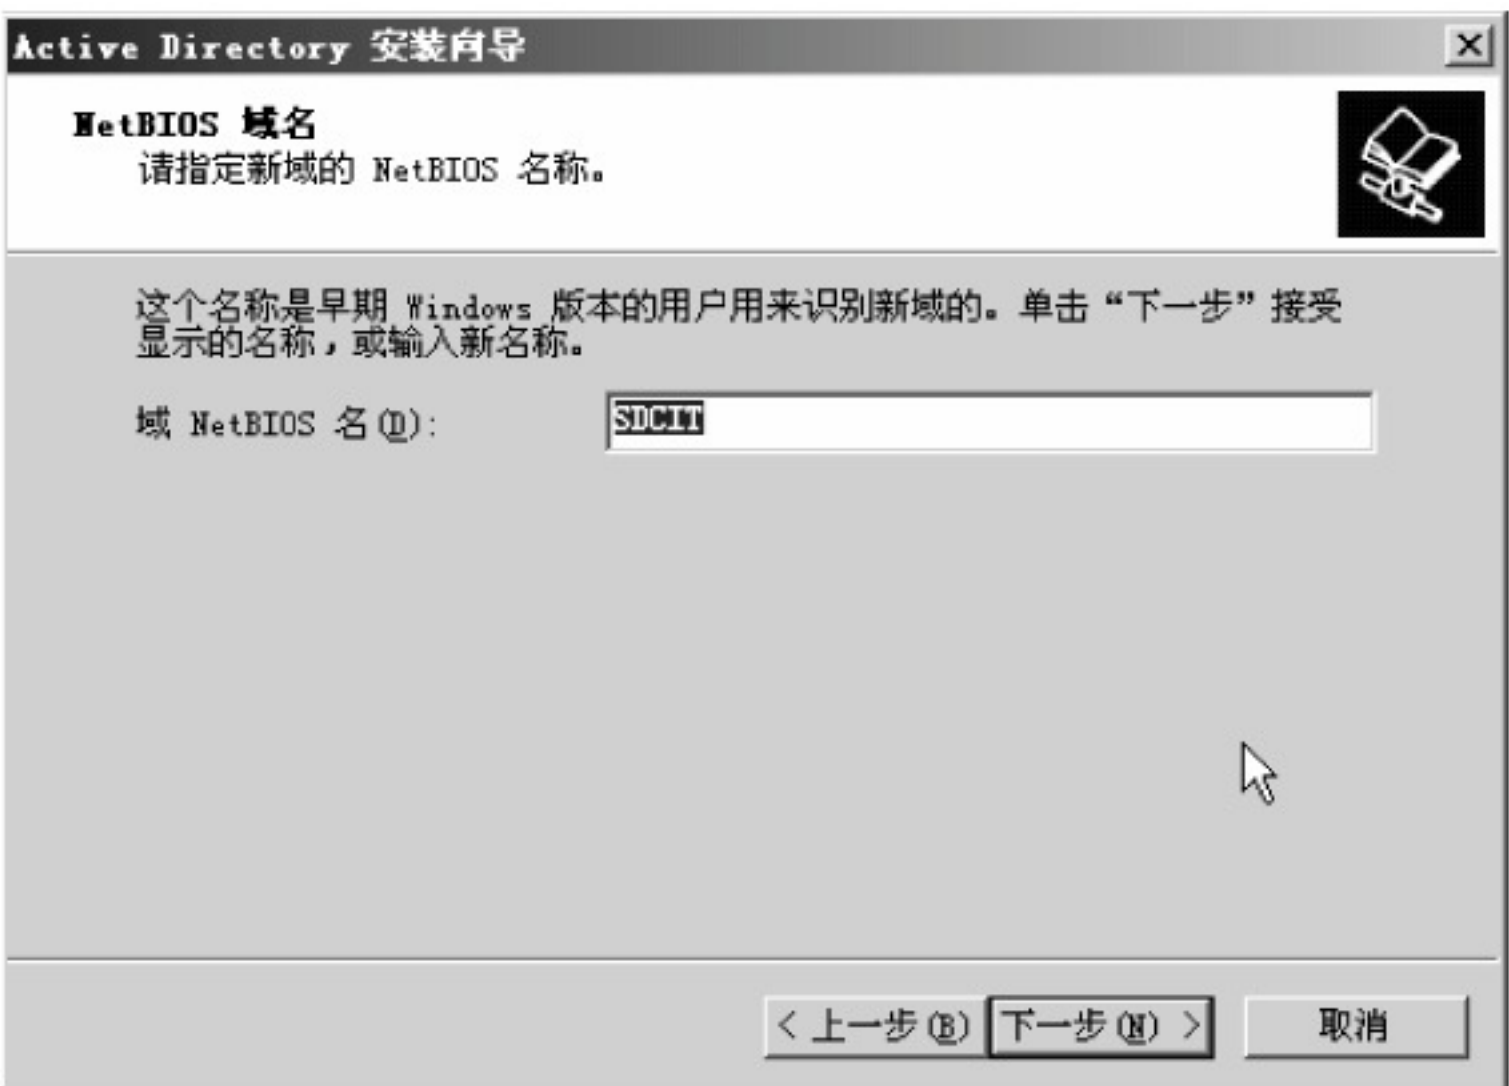 Active Directory 安装向导
NetBIOS 域名
请指定新域的 NetBIOS 名称。
这个名称是早期 Windows 版本的用户用来识别新域的。单击“下一步”接受
显示的名称，或输入新名称。
域 NetBIOS 名(D): SDCIT
< 上一步(B) 下一步(N) > 取消